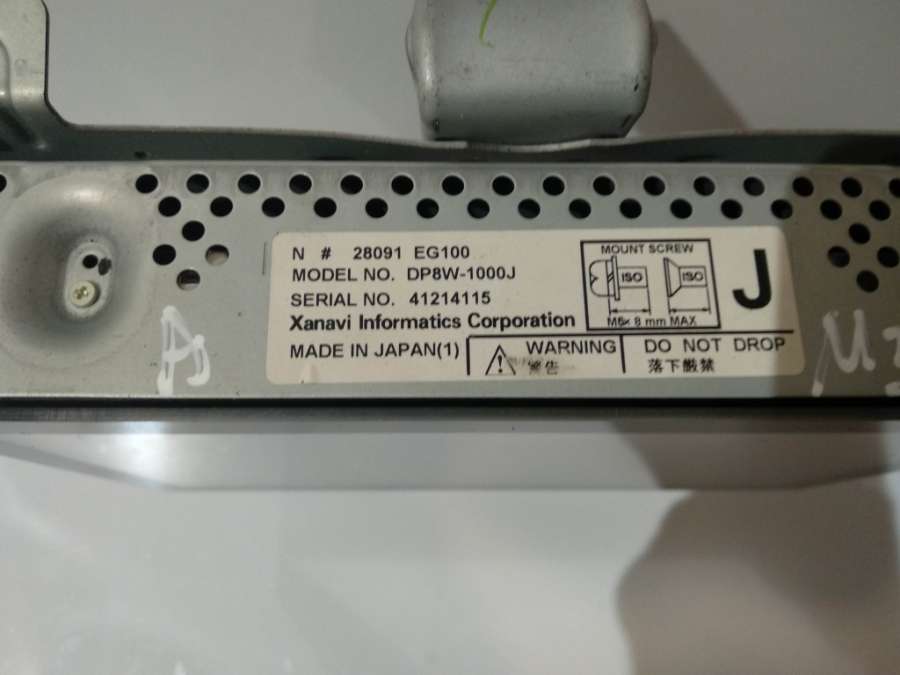 N # 28091 EG100
MODEL NO. DP8W-1000J
SERIAL NO. 41214115
Xanavi Informatics Corporation
MADE IN JAPAN(1)
MOUNT SCREW
ISO ISO
M6×8 mm MAX
J
WARNING
警告
DO NOT DROP
落下厳禁